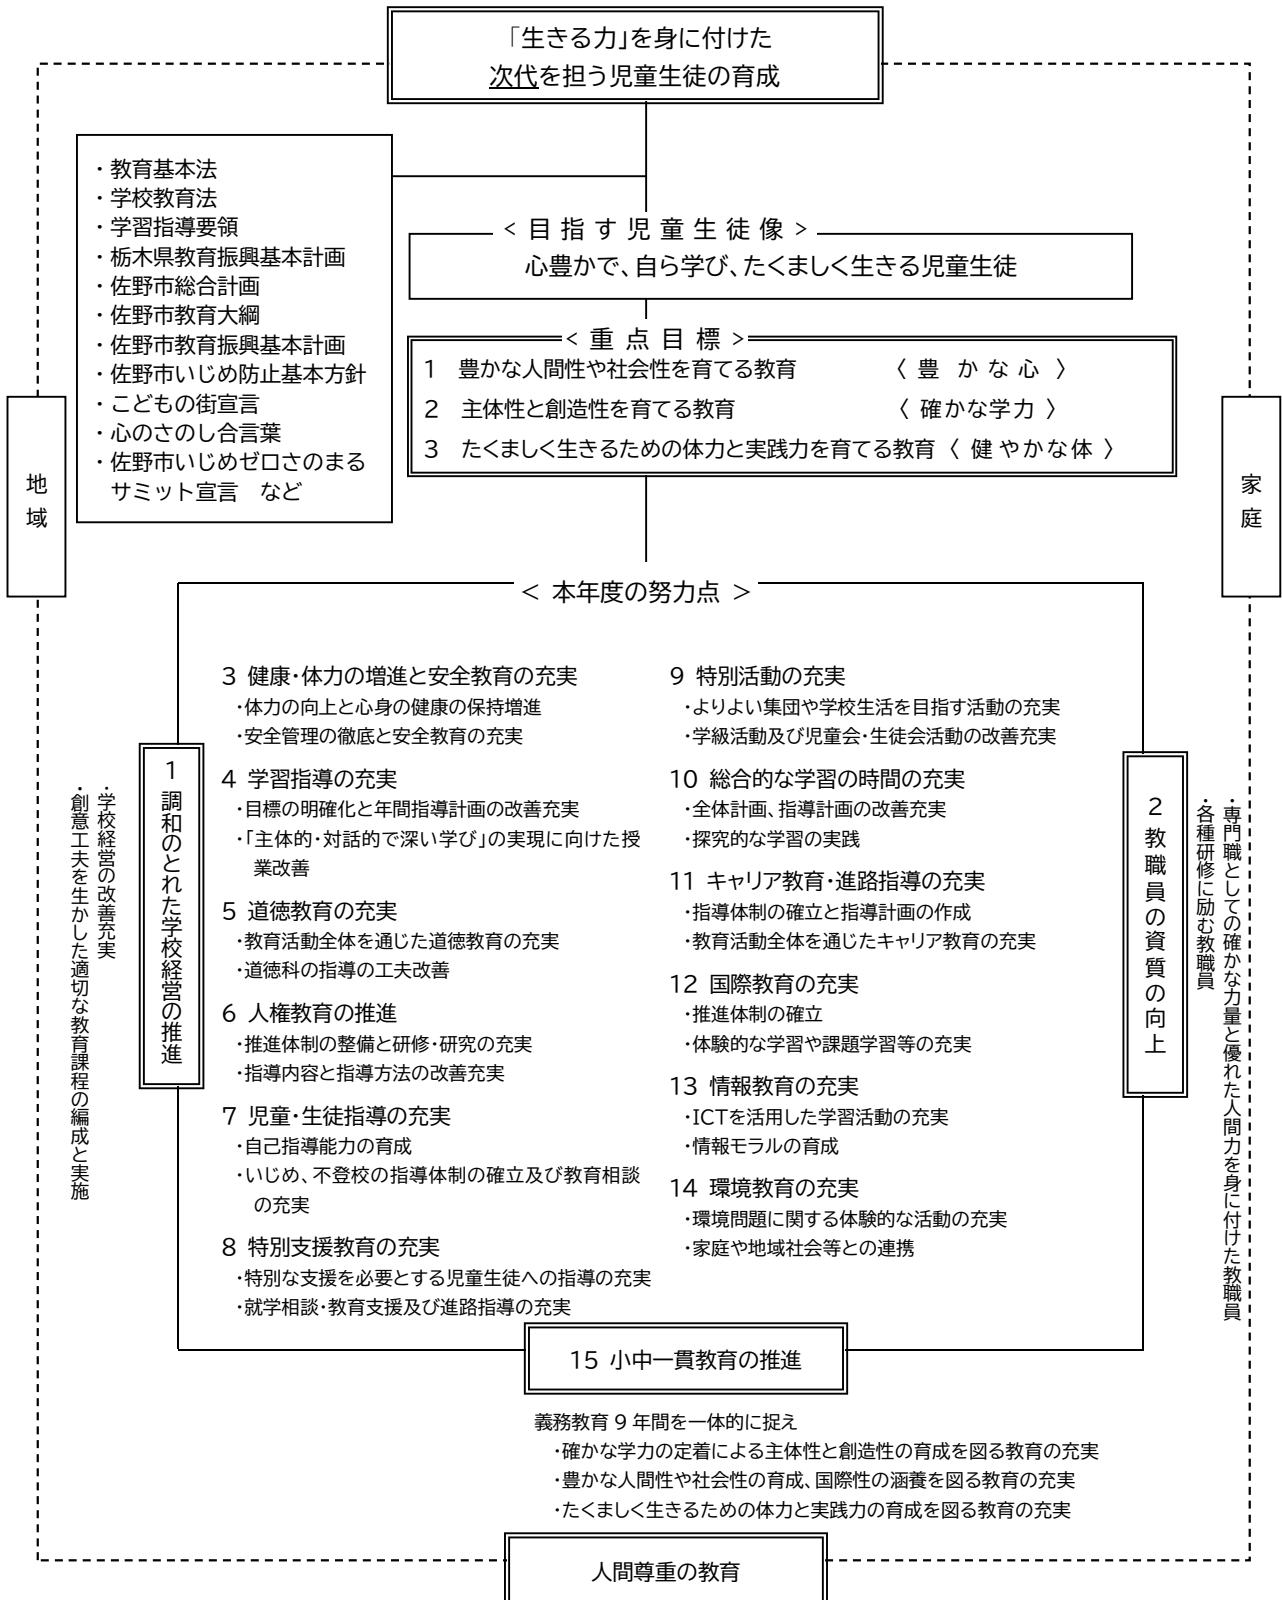 「生きる力」を身に付けた
次代を担う児童生徒の育成
・教育基本法
・学校教育法
・学習指導要領
・栃木県教育振興基本計画
・佐野市総合計画
・佐野市教育大綱
・佐野市教育振興基本計画
・佐野市いじめ防止基本方針
・こどもの街宣言
・心のさのし合言葉
・佐野市いじめゼロさのまる
サミット宣言　など
＜目指す児童生徒像＞
心豊かで、自ら学び、たくましく生きる児童生徒
＜重点目標＞
1　豊かな人間性や社会性を育てる教育　〈豊かな心〉
2　主体性と創造性を育てる教育　〈確かな学力〉
3　たくましく生きるための体力と実践力を育てる教育〈健やかな体〉
地域
家庭
＜ 本年度の努力点 ＞
1 調和のとれた学校経営の推進
・学校経営の改善充実
・創意工夫を生かした適切な教育課程の編成と実施
2 教職員の資質の向上
・専門職としての確かな力量と優れた人間力を身に付けた教職員
・各種研修に励む教職員
3 健康・体力の増進と安全教育の充実
・体力の向上と心身の健康の保持増進
・安全管理の徹底と安全教育の充実
4 学習指導の充実
・目標の明確化と年間指導計画の改善充実
・「主体的・対話的で深い学び」の実現に向けた授
業改善
5 道徳教育の充実
・教育活動全体を通じた道徳教育の充実
・道徳科の指導の工夫改善
6 人権教育の推進
・推進体制の整備と研修・研究の充実
・指導内容と指導方法の改善充実
7 児童・生徒指導の充実
・自己指導能力の育成
・いじめ、不登校の指導体制の確立及び教育相談
の充実
8 特別支援教育の充実
・特別な支援を必要とする児童生徒への指導の充実
・就学相談・教育支援及び進路指導の充実
9 特別活動の充実
・よりよい集団や学校生活を目指す活動の充実
・学級活動及び児童会・生徒会活動の改善充実
10 総合的な学習の時間の充実
・全体計画、指導計画の改善充実
・探究的な学習の実践
11 キャリア教育・進路指導の充実
・指導体制の確立と指導計画の作成
・教育活動全体を通じたキャリア教育の充実
12 国際教育の充実
・推進体制の確立
・体験的な学習や課題学習等の充実
13 情報教育の充実
・ICTを活用した学習活動の充実
・情報モラルの育成
14 環境教育の充実
・環境問題に関する体験的な活動の充実
・家庭や地域社会等との連携
15 小中一貫教育の推進
義務教育 9 年間を一体的に捉え
・確かな学力の定着による主体性と創造性の育成を図る教育の充実
・豊かな人間性や社会性の育成、国際性の涵養を図る教育の充実
・たくましく生きるための体力と実践力の育成を図る教育の充実
人間尊重の教育